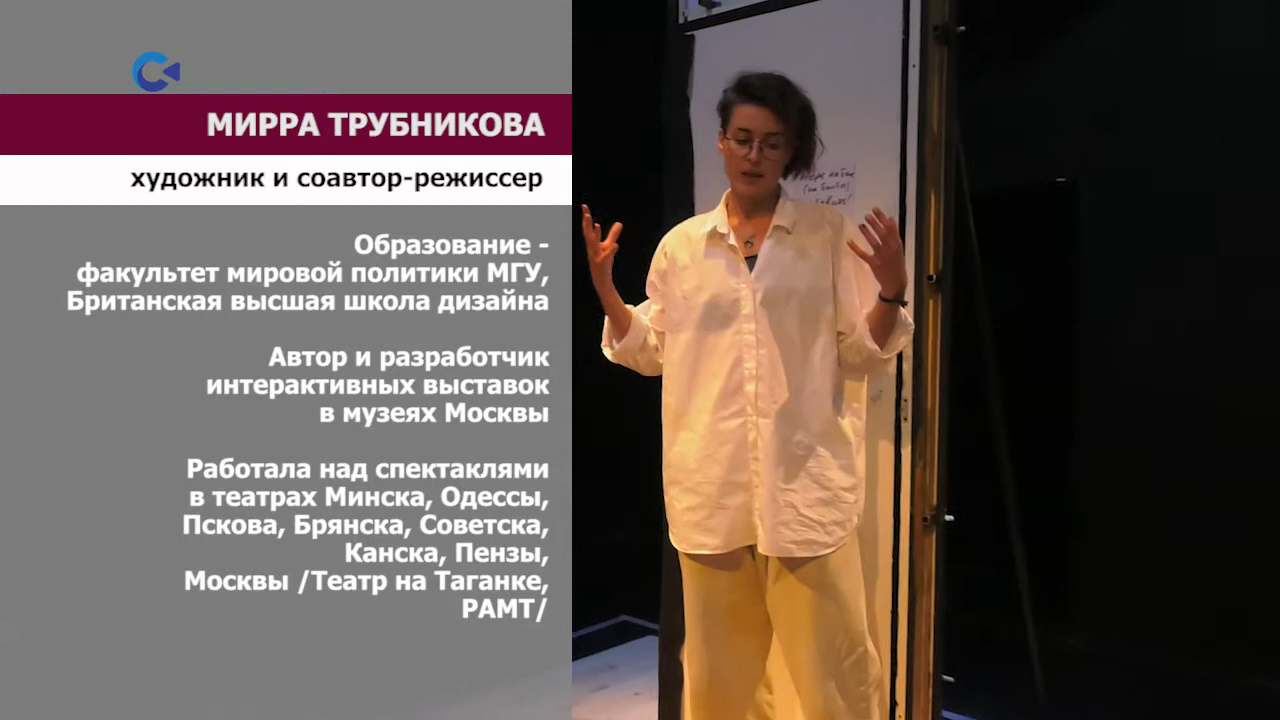 МИРРА ТРУБНИКОВА
художник и соавтор-режиссер
Образование -
факультет мировой политики МГУ,
Британская высшая школа дизайна
Автор и разработчик
интерактивных выставок
в музеях Москвы
Работала над спектаклями
в театрах Минска, Одессы,
Пскова, Брянска, Советска,
Канска, Пензы,
Москвы /Театр на Таганке,
РАМТ/